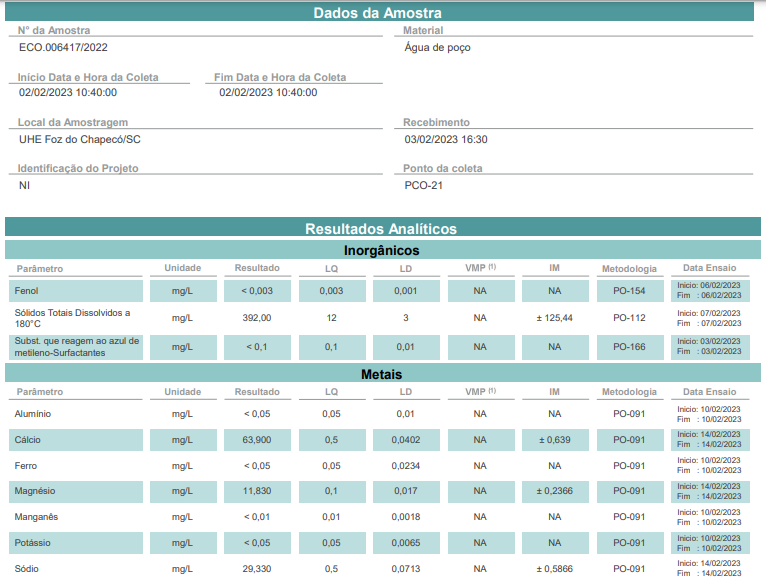 Dados da Amostra
N° da Amostra Material
ECO.006417/2022 Água de poço
Início Data e Hora da Coleta Fim Data e Hora da Coleta
02/02/2023 10:40:00 02/02/2023 10:40:00
Local da Amostragem Recebimento
UHE Foz do Chapecó/SC 03/02/2023 16:30
Identificação do Projeto Ponto da coleta
NI PCO-21
Resultados Analíticos
Inorgânicos
Parâmetro Unidade Resultado LQ LD VMP (1) IM Metodologia Data Ensaio
Fenol mg/L < 0,003 0,003 0,001 NA NA PO-154 Início: 06/02/2023
Fim : 06/02/2023
Sólidos Totais Dissolvidos a
180°C mg/L 392,00 12 3 NA ± 125,44 PO-112 Início: 07/02/2023
Fim : 07/02/2023
Subst. que reagem ao azul de
metileno-Surfactantes mg/L < 0,1 0,1 0,01 NA NA PO-166 Início: 03/02/2023
Fim : 03/02/2023
Metais
Parâmetro Unidade Resultado LQ LD VMP (1) IM Metodologia Data Ensaio
Alumínio mg/L < 0,05 0,05 0,01 NA NA PO-091 Início: 10/02/2023
Fim : 10/02/2023
Cálcio mg/L 63,900 0,5 0,0402 NA ± 0,639 PO-091 Início: 14/02/2023
Fim : 14/02/2023
Ferro mg/L < 0,05 0,05 0,0234 NA NA PO-091 Início: 10/02/2023
Fim : 10/02/2023
Magnésio mg/L 11,830 0,1 0,017 NA ± 0,2366 PO-091 Início: 14/02/2023
Fim : 14/02/2023
Manganês mg/L < 0,01 0,01 0,0018 NA NA PO-091 Início: 10/02/2023
Fim : 10/02/2023
Potássio mg/L < 0,05 0,05 0,0065 NA NA PO-091 Início: 10/02/2023
Fim : 10/02/2023
Sódio mg/L 29,330 0,5 0,0713 NA ± 0,5866 PO-091 Início: 14/02/2023
Fim : 14/02/2023